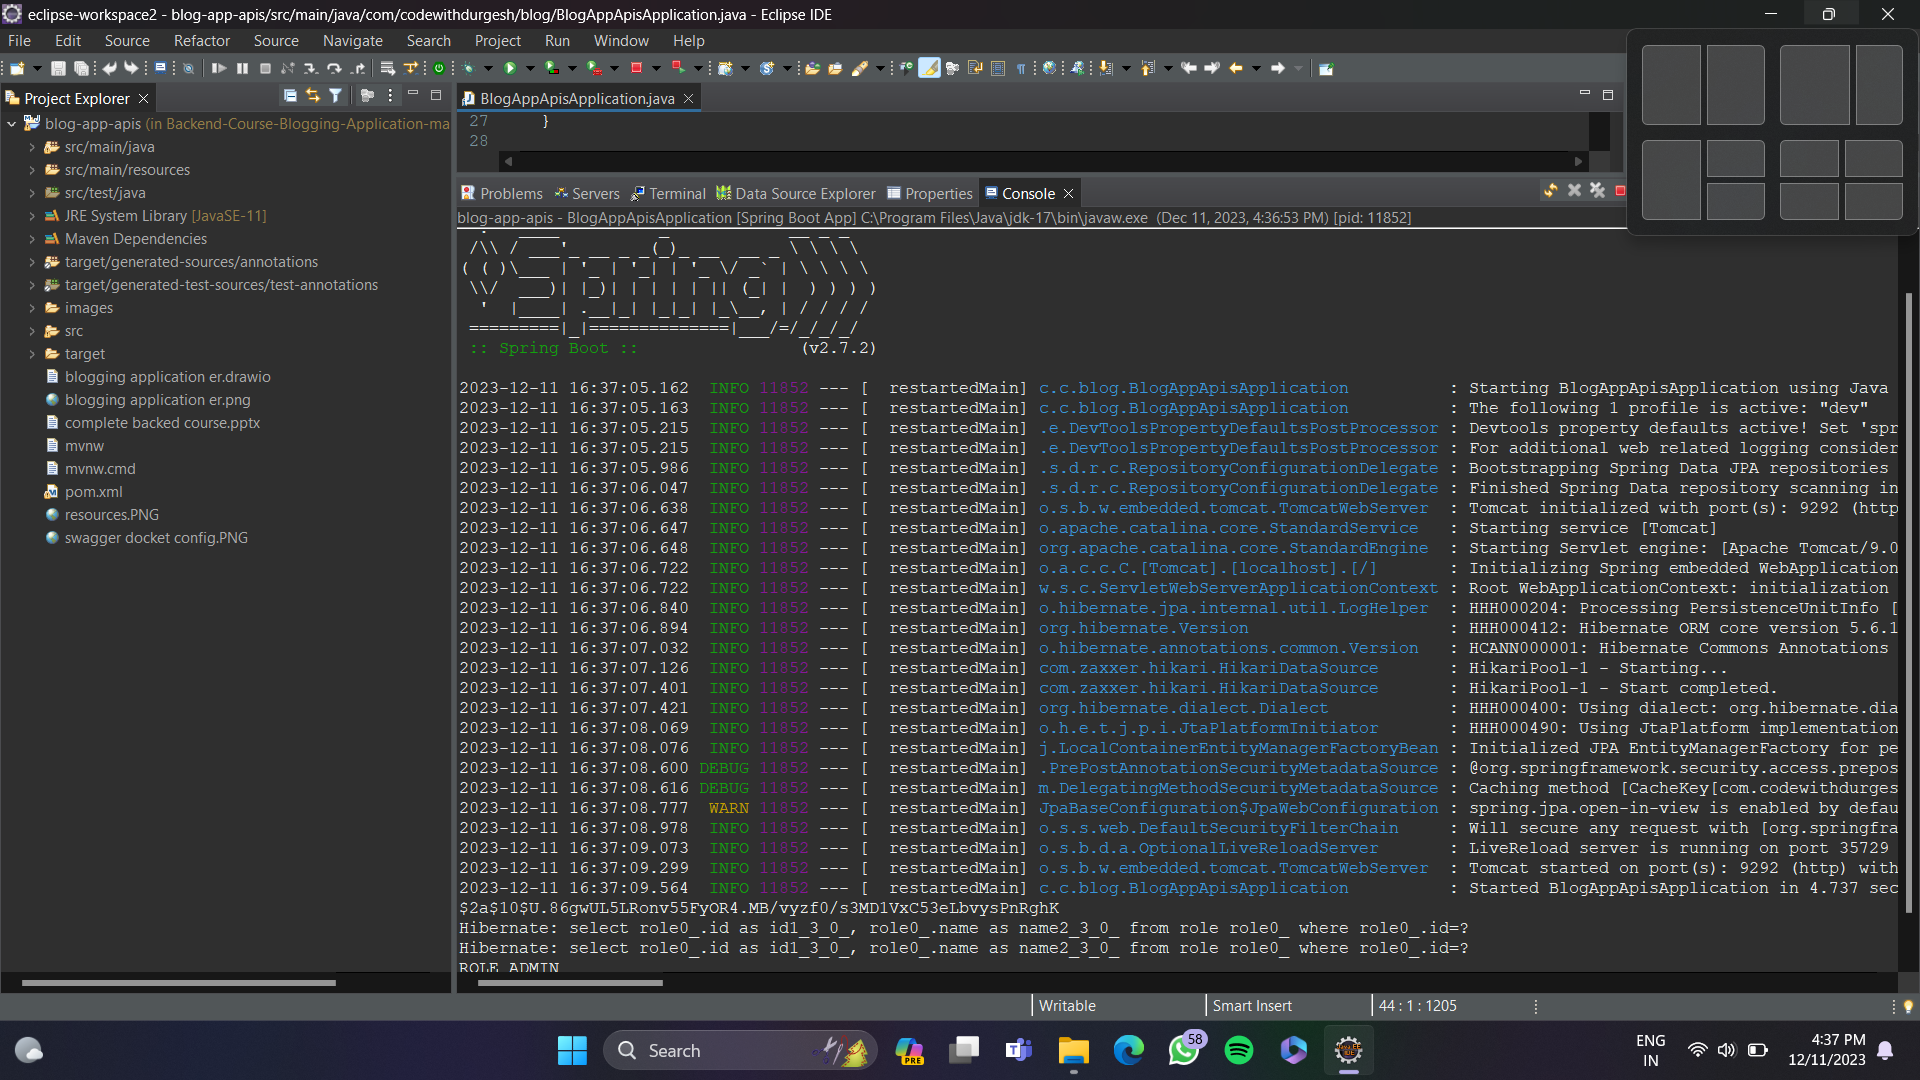 eclipse-workspace2 - blog-app-apis/src/main/java/com/codewithdurgesh/blog/BlogAppApisApplication.java - Eclipse IDE
File Edit Source Refactor Source Navigate Search Project Run Window Help
Project Explorer
BlogAppApisApplication.java
blog-app-apis (in Backend-Course-Blogging-Application-ma
src/main/java
src/main/resources
src/test/java
JRE System Library [JavaSE-11]
Maven Dependencies
target/generated-sources/annotations
target/generated-test-sources/test-annotations
images
src
target
blogging application er.drawio
blogging application er.png
complete backed course.pptx
mvnw
mvnw.cmd
pom.xml
resources.PNG
swagger docket config.PNG
27 }
28
Problems Servers Terminal Data Source Explorer Properties Console
blog-app-apis - BlogAppApisApplication [Spring Boot App] C:\Program Files\Java\jdk-17\bin\javaw.exe (Dec 11, 2023, 4:36:53 PM) [pid: 11852]
Spring
:: Spring Boot :: (v2.7.2)
2023-12-11 16:37:05.162 INFO 11852 --- [ restartedMain] c.c.blog.BlogAppApisApplication : Starting BlogAppApisApplication using Java
2023-12-11 16:37:05.163 INFO 11852 --- [ restartedMain] c.c.blog.BlogAppApisApplication : The following 1 profile is active: "dev"
2023-12-11 16:37:05.215 INFO 11852 --- [ restartedMain] .e.DevToolsPropertyDefaultsPostProcessor : Devtools property defaults active! Set 'spr
2023-12-11 16:37:05.215 INFO 11852 --- [ restartedMain] .e.DevToolsPropertyDefaultsPostProcessor : For additional web related logging consider
2023-12-11 16:37:05.986 INFO 11852 --- [ restartedMain] .s.d.r.c.RepositoryConfigurationDelegate : Bootstrapping Spring Data JPA repositories
2023-12-11 16:37:06.047 INFO 11852 --- [ restartedMain] .s.d.r.c.RepositoryConfigurationDelegate : Finished Spring Data repository scanning in
2023-12-11 16:37:06.638 INFO 11852 --- [ restartedMain] o.s.b.w.embedded.tomcat.TomcatWebServer : Tomcat initialized with port(s): 9292 (http
2023-12-11 16:37:06.647 INFO 11852 --- [ restartedMain] o.apache.catalina.core.StandardService : Starting service [Tomcat]
2023-12-11 16:37:06.648 INFO 11852 --- [ restartedMain] org.apache.catalina.core.StandardEngine : Starting Servlet engine: [Apache Tomcat/9.0
2023-12-11 16:37:06.722 INFO 11852 --- [ restartedMain] o.a.c.c.C.[Tomcat].[localhost].[/] : Initializing Spring embedded WebApplication
2023-12-11 16:37:06.722 INFO 11852 --- [ restartedMain] w.s.c.ServletWebServerApplicationContext : Root WebApplicationContext: initialization
2023-12-11 16:37:06.840 INFO 11852 --- [ restartedMain] o.hibernate.jpa.internal.util.LogHelper : HHH000204: Processing PersistenceUnitInfo [
2023-12-11 16:37:06.894 INFO 11852 --- [ restartedMain] org.hibernate.Version : HHH000412: Hibernate ORM core version 5.6.1
2023-12-11 16:37:07.032 INFO 11852 --- [ restartedMain] o.hibernate.annotations.common.Version : HCANN000001: Hibernate Commons Annotations
2023-12-11 16:37:07.126 INFO 11852 --- [ restartedMain] com.zaxxer.hikari.HikariDataSource : HikariPool-1 - Starting...
2023-12-11 16:37:07.401 INFO 11852 --- [ restartedMain] com.zaxxer.hikari.HikariDataSource : HikariPool-1 - Start completed.
2023-12-11 16:37:07.421 INFO 11852 --- [ restartedMain] org.hibernate.dialect.Dialect : HHH000400: Using dialect: org.hibernate.dia
2023-12-11 16:37:08.069 INFO 11852 --- [ restartedMain] o.h.e.t.j.p.i.JtaPlatformInitiator : HHH000490: Using JtaPlatform implementation
2023-12-11 16:37:08.076 INFO 11852 --- [ restartedMain] j.LocalContainerEntityManagerFactoryBean : Initialized JPA EntityManagerFactory for pe
2023-12-11 16:37:08.600 DEBUG 11852 --- [ restartedMain] .PrePostAnnotationSecurityMetadataSource : @org.springframework.security.access.prepos
2023-12-11 16:37:08.616 DEBUG 11852 --- [ restartedMain] m.DelegatingMethodSecurityMetadataSource : Caching method [CacheKey[com.codewithdurges
2023-12-11 16:37:08.777 WARN 11852 --- [ restartedMain] JpaBaseConfiguration$JpaWebConfiguration : spring.jpa.open-in-view is enabled by defau
2023-12-11 16:37:08.978 INFO 11852 --- [ restartedMain] o.s.s.web.DefaultSecurityFilterChain : Will secure any request with [org.springfra
2023-12-11 16:37:09.073 INFO 11852 --- [ restartedMain] o.s.b.d.a.OptionalLiveReloadServer : LiveReload server is running on port 35729
2023-12-11 16:37:09.299 INFO 11852 --- [ restartedMain] o.s.b.w.embedded.tomcat.TomcatWebServer : Tomcat started on port(s): 9292 (http) with
2023-12-11 16:37:09.564 INFO 11852 --- [ restartedMain] c.c.blog.BlogAppApisApplication : Started BlogAppApisApplication in 4.737 sec
$2a$10$U.86gwUL5LRonv55FyOR4.MB/vyzf0/s3MD1VxC53eLbvysPnRghK
Hibernate: select role0_.id as id1_3_0_, role0_.name as name2_3_0_ from role role0_ where role0_.id=?
Hibernate: select role0_.id as id1_3_0_, role0_.name as name2_3_0_ from role role0_ where role0_.id=?
ROLE ADMIN
Writable Smart Insert 44 : 1 : 1205
Search
PRE
58
ENG
IN
4:37 PM
12/11/2023